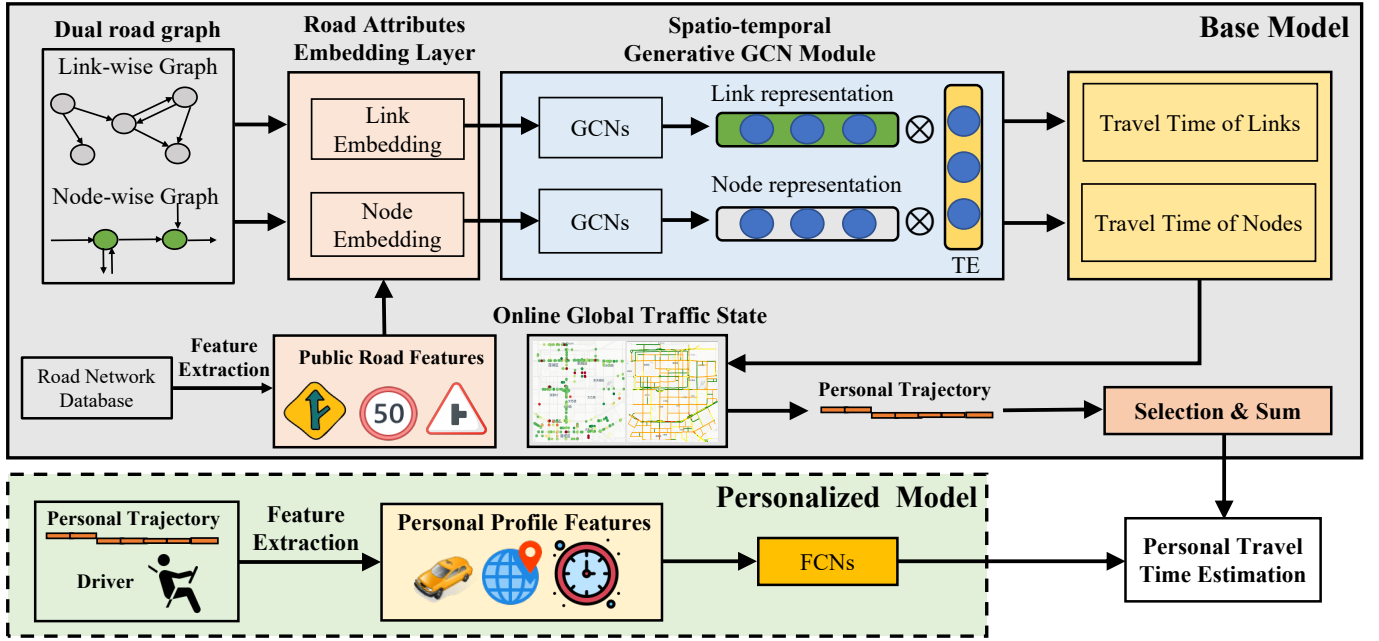 Base Model
Dual road graph
Road Attributes
Embedding Layer
Spatio-temporal
Generative GCN Module
Link-wise Graph
Node-wise Graph
Link
Embedding
Node
Embedding
GCNs
GCNs
Link representation
Node representation
TE
Travel Time of Links
Travel Time of Nodes
Online Global Traffic State
Road Network
Database
Feature
Extraction
Public Road Features
50
Personal Trajectory
Selection & Sum
Personalized Model
Personal Trajectory
Driver
Feature
Extraction
Personal Profile Features
FCNs
Personal Travel
Time Estimation